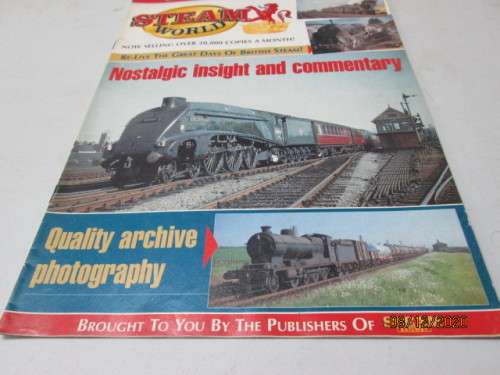 STEAM
WORLD
NOW SELLING OVER 30,000 COPIES A MONTH!
RE-LIVE THE GREAT DAYS OF BRITISH STEAM!
Nostalgic insight and commentary
Quality archive
photography
BROUGHT TO YOU BY THE PUBLISHERS OF STEAM